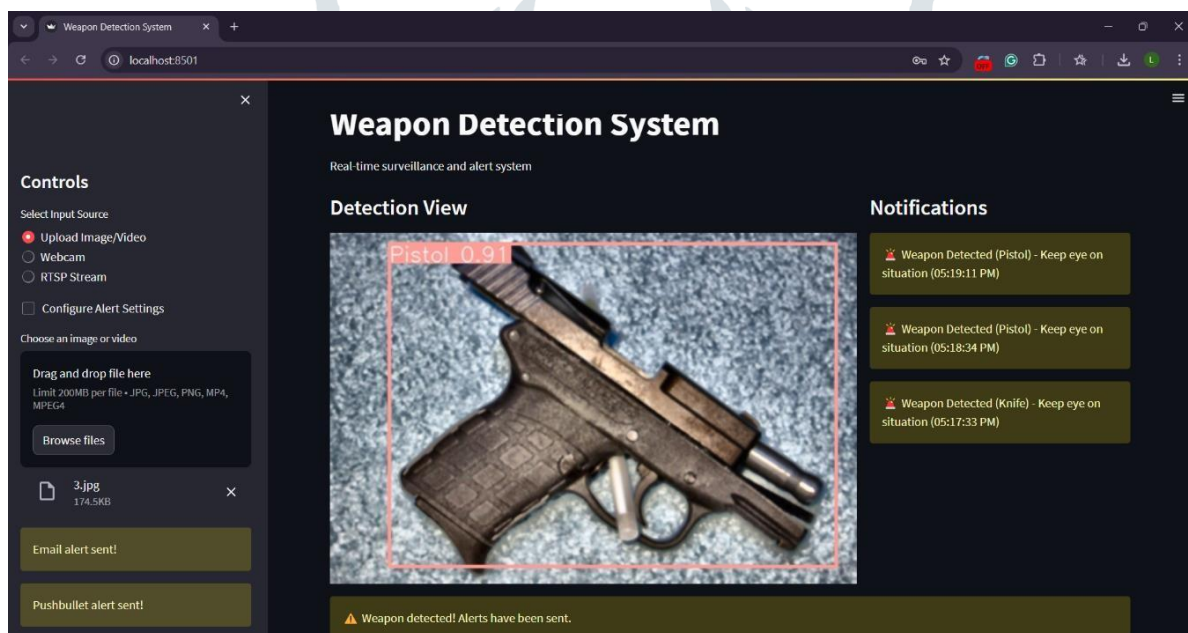 Weapon Detection System
localhost:8501
OFF
L
Controls
Select Input Source
Upload Image/Video
Webcam
RTSP Stream
Configure Alert Settings
Choose an image or video
Drag and drop file here
Limit 200MB per file • JPG, JPEG, PNG, MP4,
MPEG4
Browse files
3.jpg
174.5KB
Email alert sent!
Pushbullet alert sent!
Weapon Detection System
Real-time surveillance and alert system
Detection View
Pistol 0.91
Weapon detected! Alerts have been sent.
Notifications
Weapon Detected (Pistol) - Keep eye on
situation (05:19:11 PM)
Weapon Detected (Pistol) - Keep eye on
situation (05:18:34 PM)
Weapon Detected (Knife) - Keep eye on
situation (05:17:33 PM)